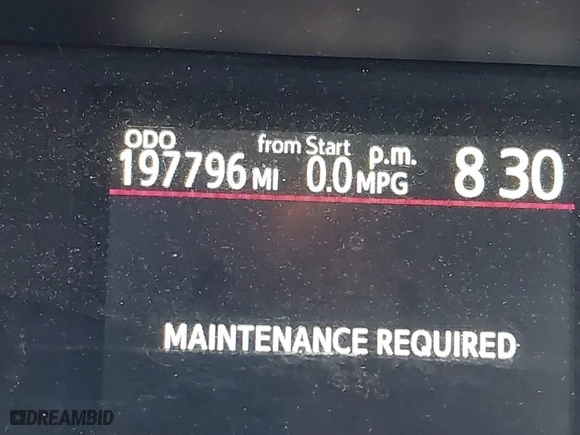 ODO from Start p.m.
197796 MI 0.0 MPG 8 30
MAINTENANCE REQUIRED
DREAMBID